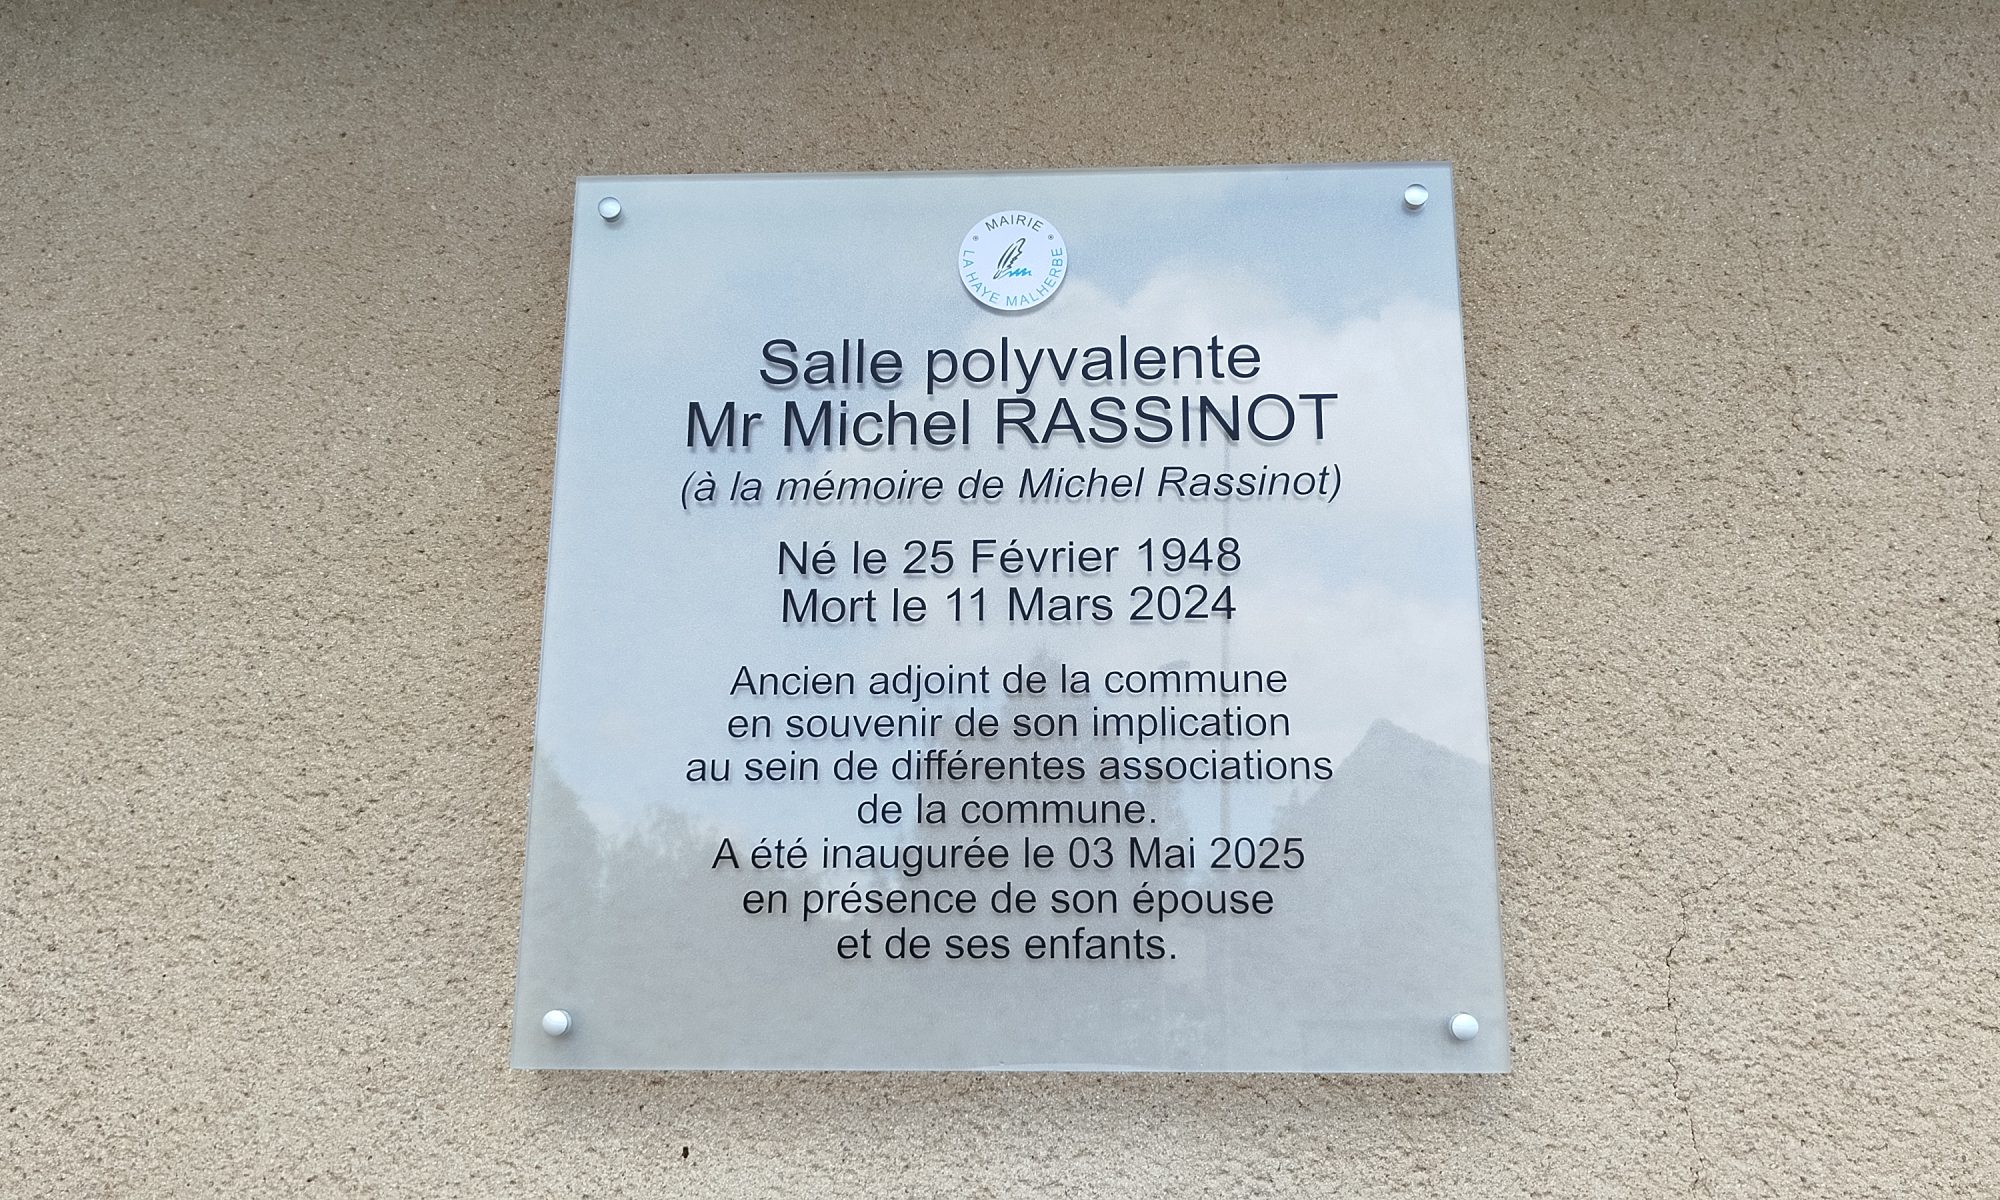 MAIRIE
LA HAYE MALHERBE
Salle polyvalente
Mr Michel RASSINOT
(à la mémoire de Michel Rassinot)
Né le 25 Février 1948
Mort le 11 Mars 2024
Ancien adjoint de la commune
en souvenir de son implication
au sein de différentes associations
de la commune.
A été inaugurée le 03 Mai 2025
en présence de son épouse
et de ses enfants.